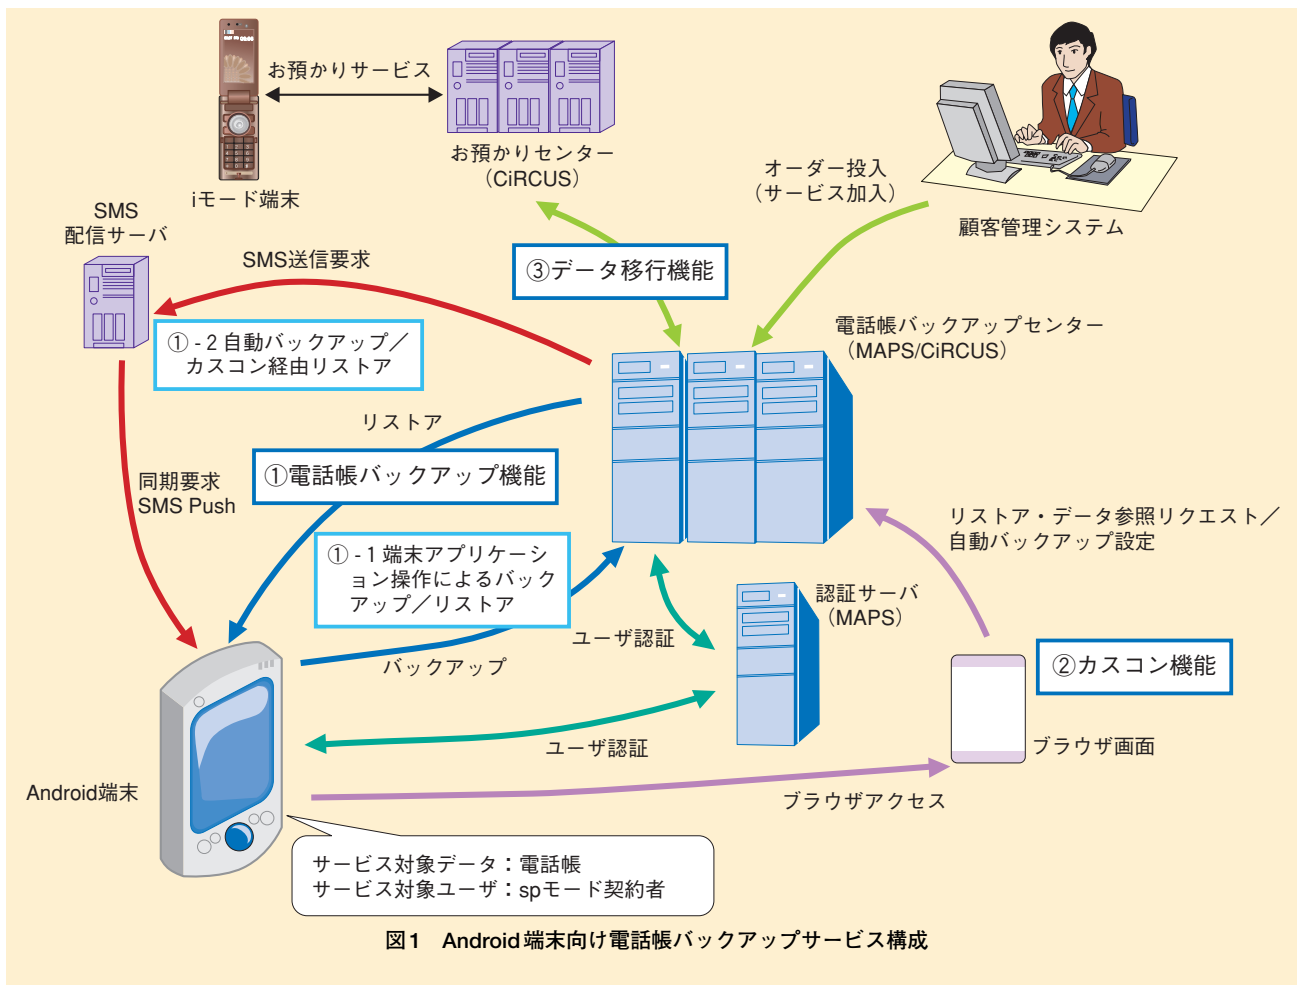 お預かりサービス
iモード端末
お預かりセンター
（CiRCUS）
オーダー投入
（サービス加入）
顧客管理システム
SMS
配信サーバ
SMS送信要求
③データ移行機能
電話帳バックアップセンター
（MAPS/CiRCUS）
①-2 自動バックアップ／
カスコン経由リストア
リストア
①電話帳バックアップ機能
同期要求
SMS Push
①-1 端末アプリケーシ
ョン操作によるバック
アップ／リストア
リストア・データ参照リクエスト／
自動バックアップ設定
認証サーバ
（MAPS）
ユーザ認証
バックアップ
②カスコン機能
ユーザ認証
ブラウザ画面
Android端末
ブラウザアクセス
サービス対象データ：電話帳
サービス対象ユーザ：spモード契約者
図1　Android端末向け電話帳バックアップサービス構成